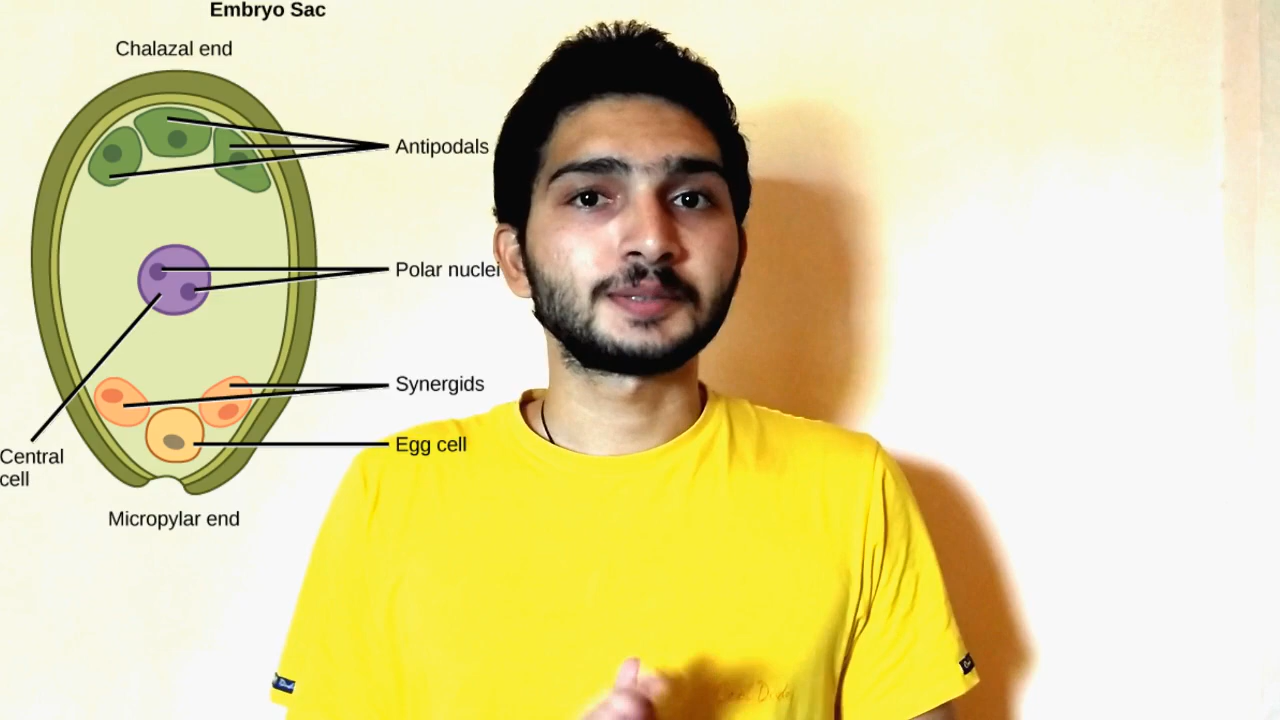 Embryo Sac
Chalazal end
Antipodals
Polar nuclei
Synergids
Egg cell
Central
cell
Micropylar end